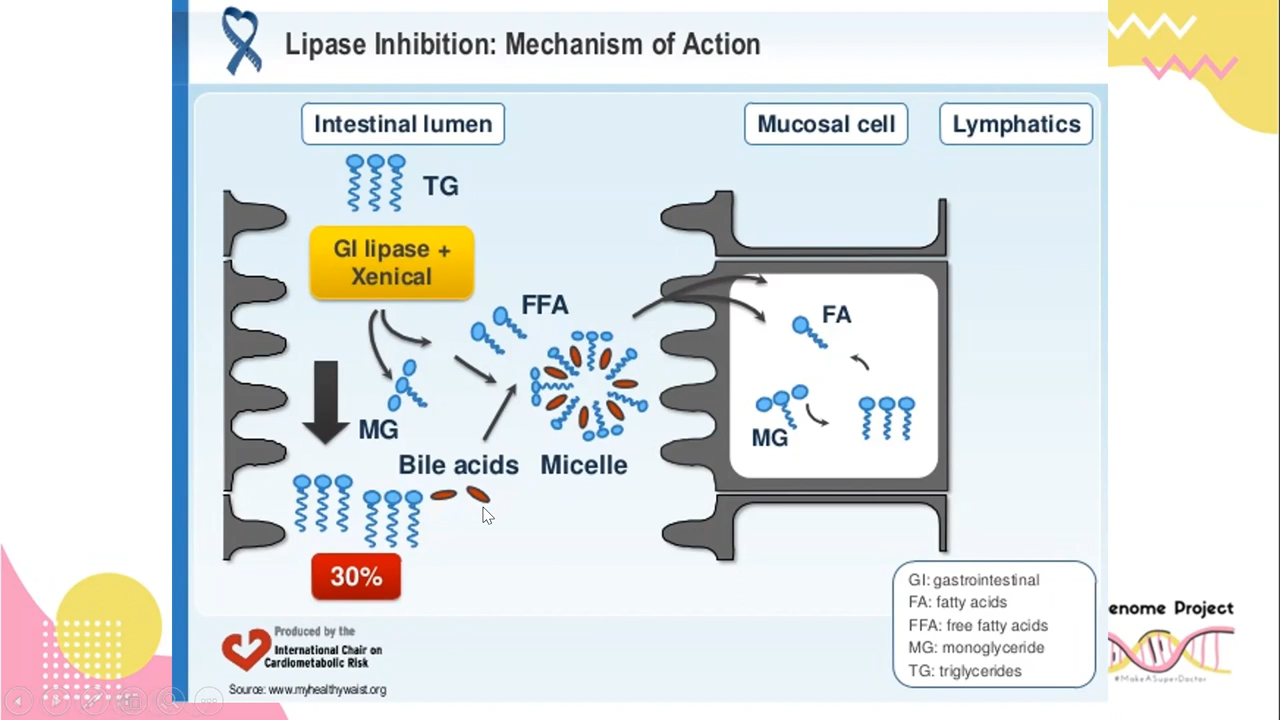 Lipase Inhibition: Mechanism of Action
Intestinal lumen
Mucosal cell
Lymphatics
TG
GI lipase +
Xenical
FFA
FA
MG
MG
Bile acids
Micelle
30%
GI: gastrointestinal
FA: fatty acids
FFA: free fatty acids
MG: monoglyceride
TG: triglycerides
Produced by the
International Chair on
Cardiometabolic Risk
Source: www.myhealthywaist.org
enome Project
#MakeASuperDoctor